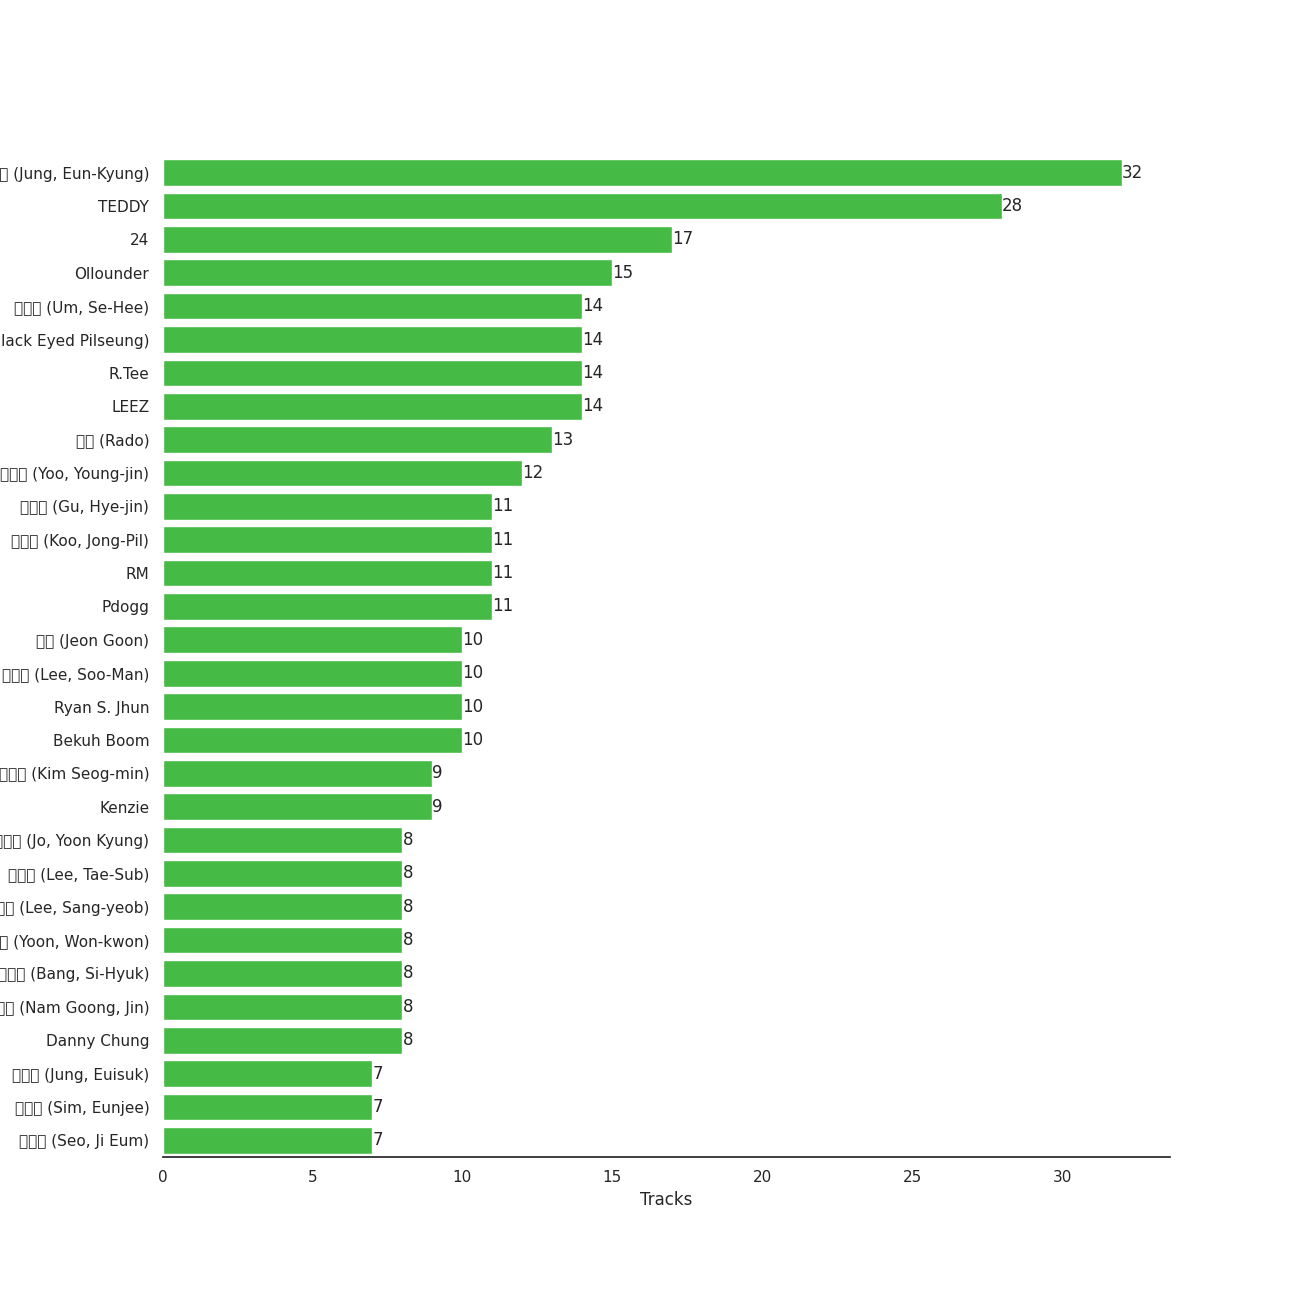 (Jung, Eun-Kyung) 32
TEDDY 28
24 17
Ollounder 15
(Um, Se-Hee) 14
lack Eyed Pilseung) 14
R.Tee 14
LEEZ 14
(Rado) 13
(Yoo, Young-jin) 12
(Gu, Hye-jin) 11
(Koo, Jong-Pil) 11
RM 11
Pdogg 11
(Jeon Goon) 10
(Lee, Soo-Man) 10
Ryan S. Jhun 10
Bekuh Boom 10
(Kim Seog-min) 9
Kenzie 9
(Jo, Yoon Kyung) 8
(Lee, Tae-Sub) 8
(Lee, Sang-yeob) 8
(Yoon, Won-kwon) 8
(Bang, Si-Hyuk) 8
(Nam Goong, Jin) 8
Danny Chung 8
(Jung, Euisuk) 7
(Sim, Eunjee) 7
(Seo, Ji Eum) 7
0 5 10 15 20 25 30
Tracks